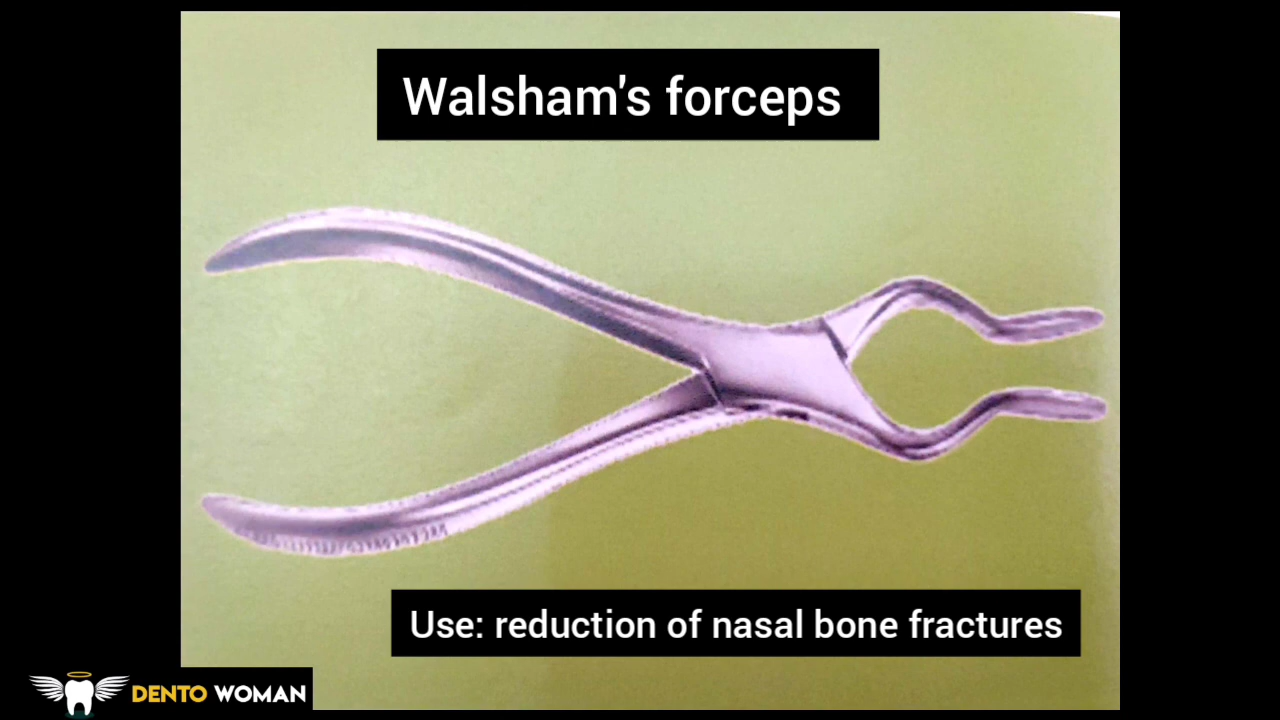 Walsham's forceps
Use: reduction of nasal bone fractures
DENTO WOMAN